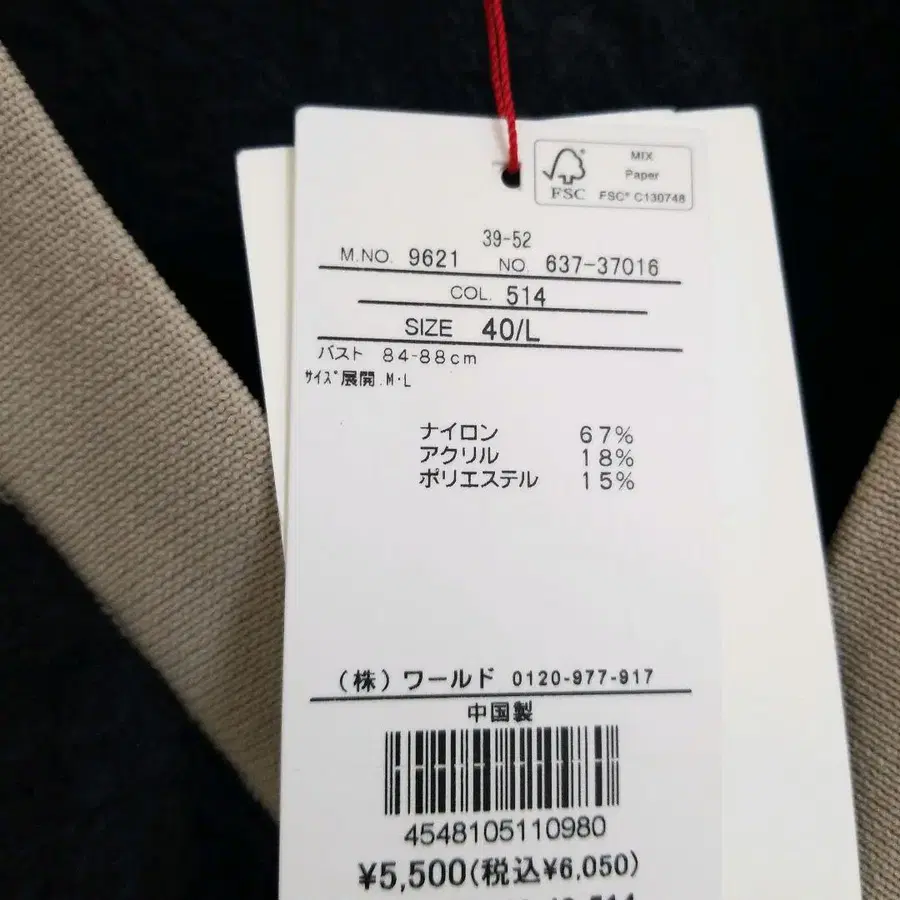 MIX
Paper
FSC
FSC® C130748
39-52
M.NO. 9621 NO. 637-37016
COL. 514
SIZE 40/L
バスト 84-88cm
ｻｲｽﾞ展開.M･L
ナイロン 67%
アクリル 18%
ポリエステル 15%
(株)ワールド 0120-977-917
中国製
4548105110980
¥5,500(税込¥6,050)